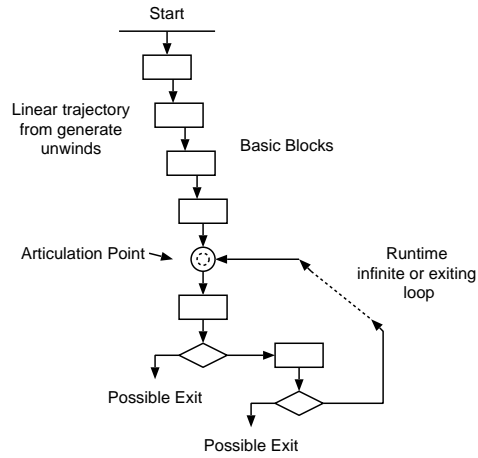 Start
Linear trajectory
from generate
unwinds
Basic Blocks
Articulation Point
Runtime
infinite or exiting
loop
Possible Exit
Possible Exit